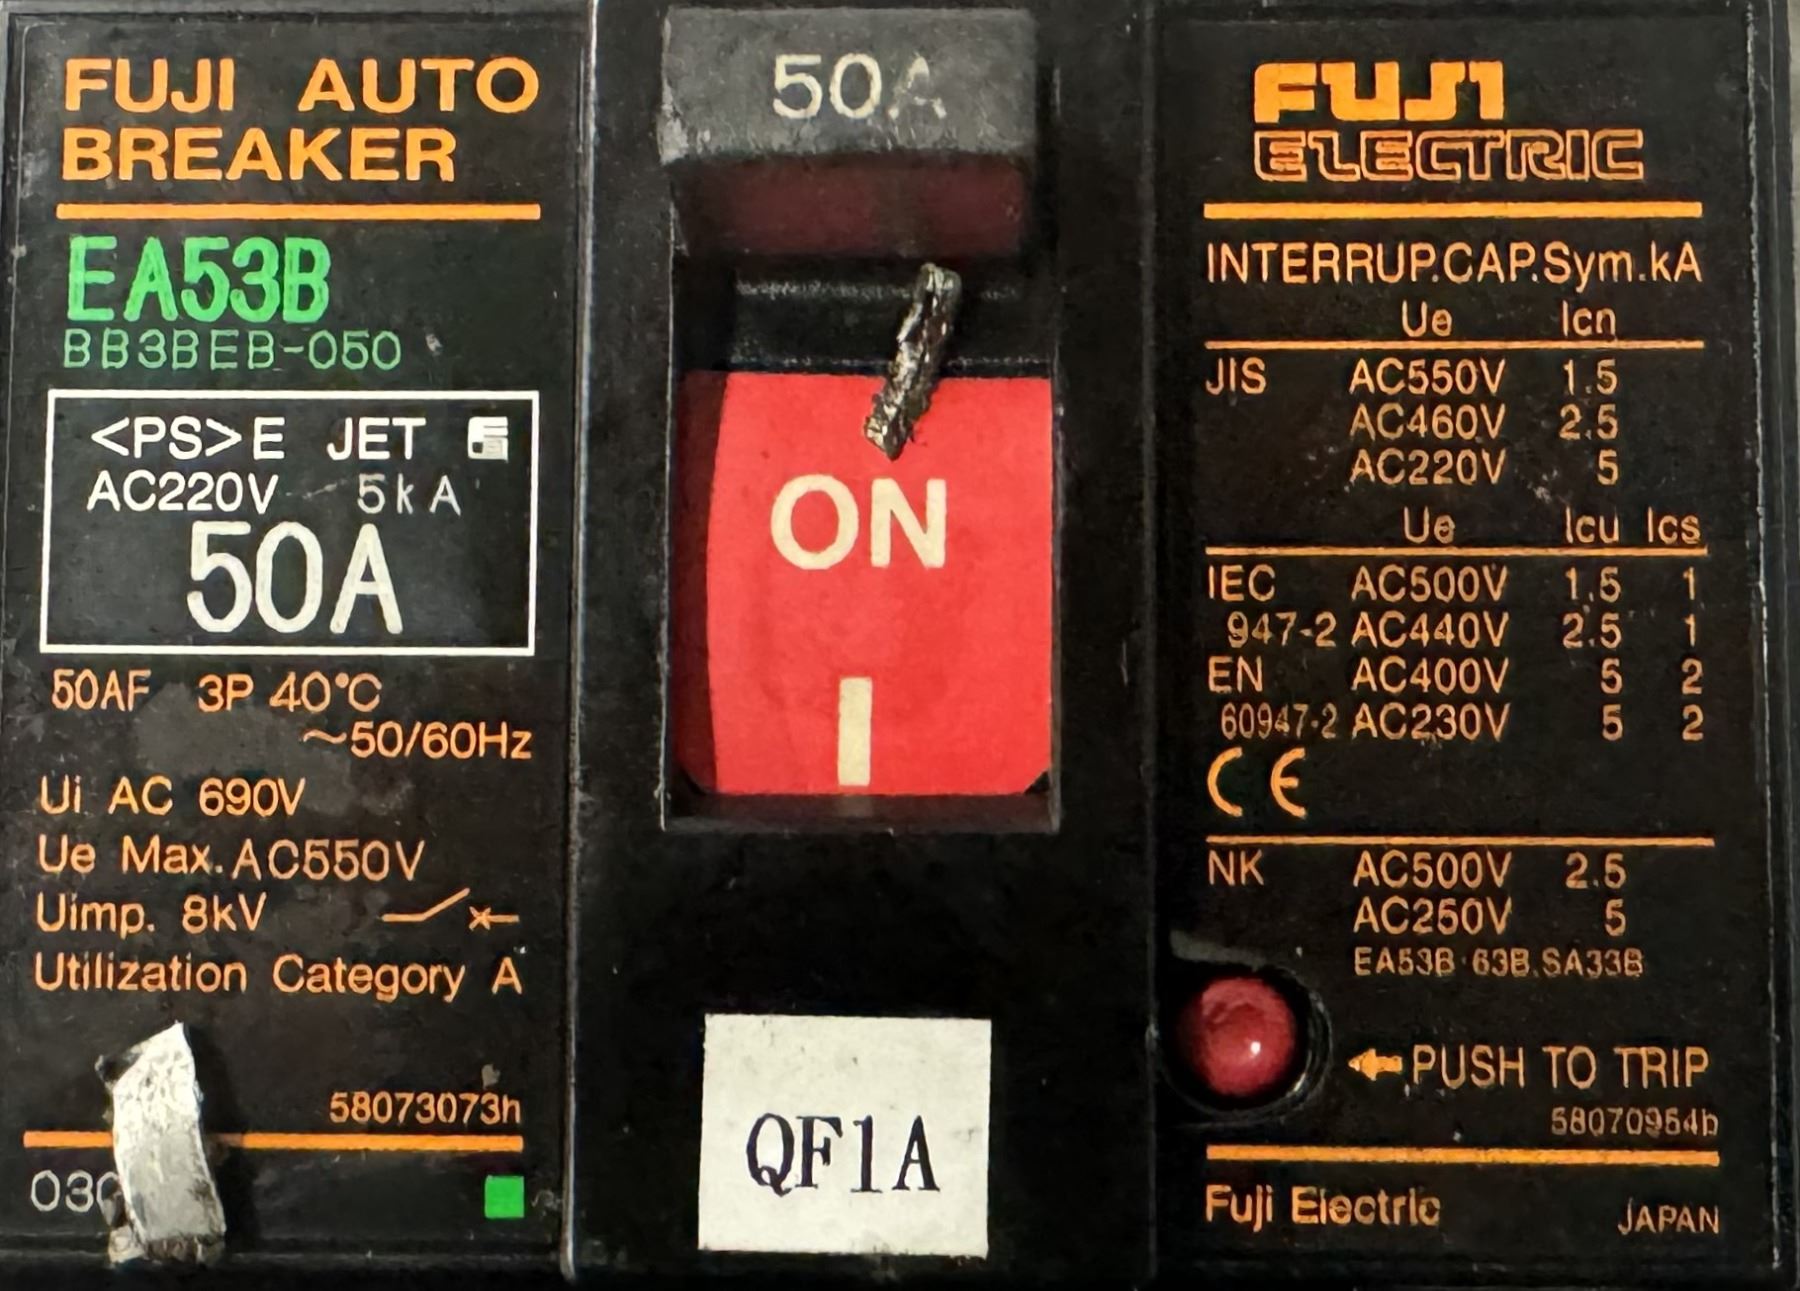 FUJI AUTO
BREAKER
EA53B
BB3BEB-050
<PS>E JET
AC220V 5kA
50A
50AF 3P 40°C
~50/60Hz
Ui AC 690V
Ue Max. AC550V
Uimp. 8kV
Utilization Category A
58073073h
50A
ON
QF1A
FUJI
ELECTRIC
INTERRUP.CAP.Sym.kA
Ue Icn
JIS AC550V 1.5
AC460V 2.5
AC220V 5
Ue Icu Ics
IEC AC500V 1.5 1
947-2 AC440V 2.5 1
EN AC400V 5 2
60947-2 AC230V 5 2
CE
NK AC500V 2.5
AC250V 5
EA53B·63B.SA33B
PUSH TO TRIP
58070954b
Fuji Electric JAPAN